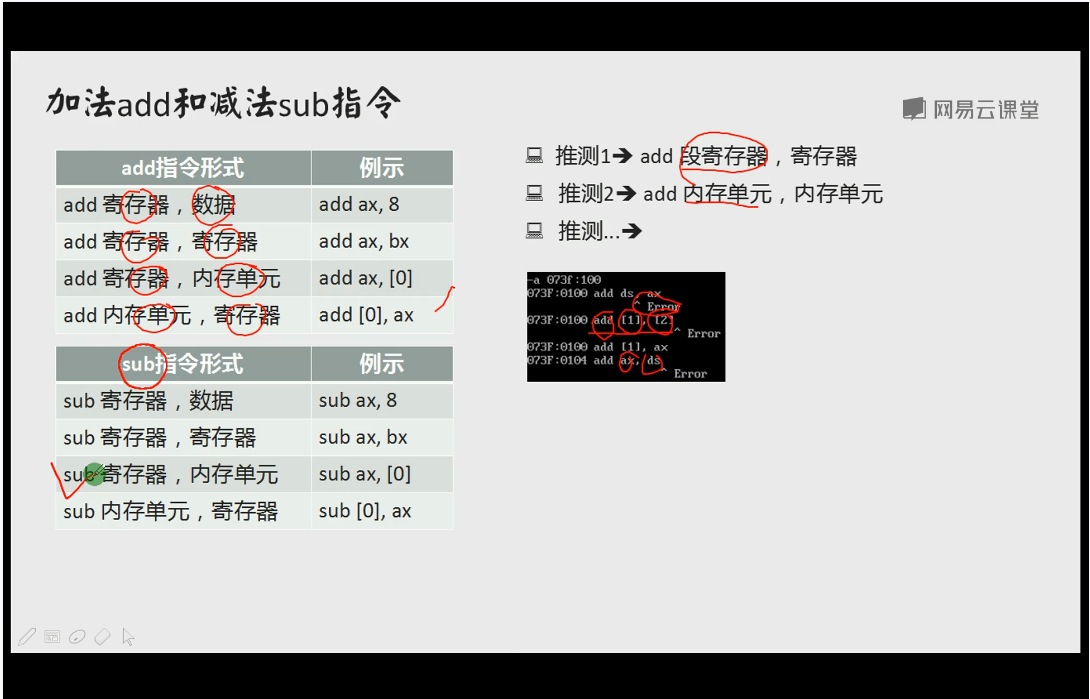 加法add和减法sub指令
网易云课堂
add指令形式 例示
add 寄存器，数据 add ax, 8
add 寄存器，寄存器 add ax, bx
add 寄存器，内存单元 add ax, [0]
add 内存单元，寄存器 add [0], ax
sub指令形式 例示
sub 寄存器，数据 sub ax, 8
sub 寄存器，寄存器 sub ax, bx
sub 寄存器，内存单元 sub ax, [0]
sub 内存单元，寄存器 sub [0], ax
推测1→ add 段寄存器，寄存器
推测2→ add 内存单元，内存单元
推测...→
-a 073f:100
073F:0100 add ds, ax
^ Error
073F:0100 add [1], [2]
^ Error
073F:0100 add [1], ax
073F:0104 add ax, ds
^ Error